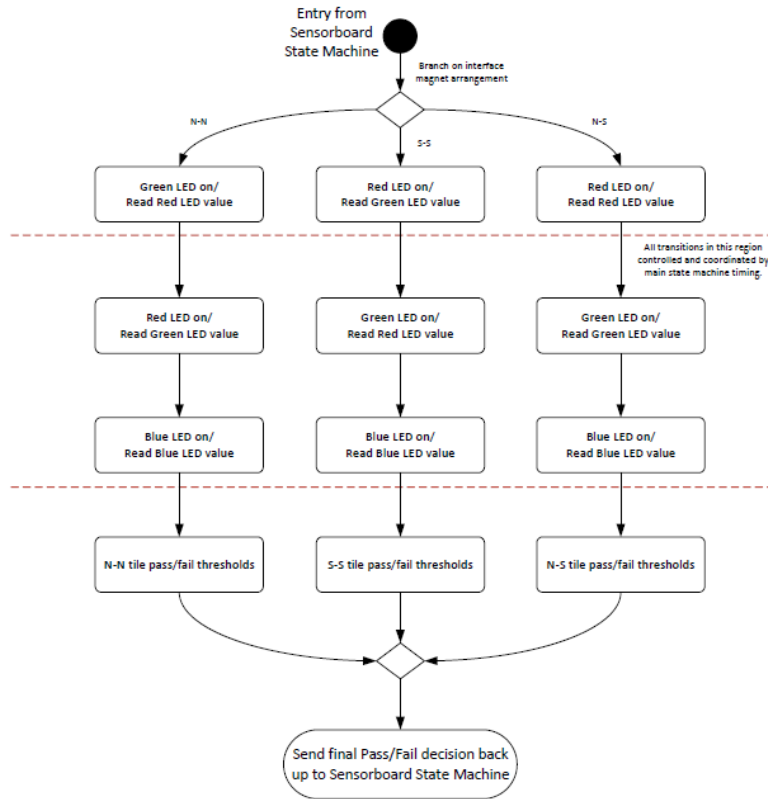 Entry from
Sensorboard
State Machine
Branch on interface
magnet arrangement
N-N
S-S
N-S
Green LED on/
Read Red LED value
Red LED on/
Read Green LED value
Red LED on/
Read Red LED value
All transitions in this region
controlled and coordinated by
main state machine timing.
Red LED on/
Read Green LED value
Green LED on/
Read Red LED value
Green LED on/
Read Green LED value
Blue LED on/
Read Blue LED value
Blue LED on/
Read Blue LED value
Blue LED on/
Read Blue LED value
N-N tile pass/fail thresholds
S-S tile pass/fail thresholds
N-S tile pass/fail thresholds
Send final Pass/Fail decision back
up to Sensorboard State Machine